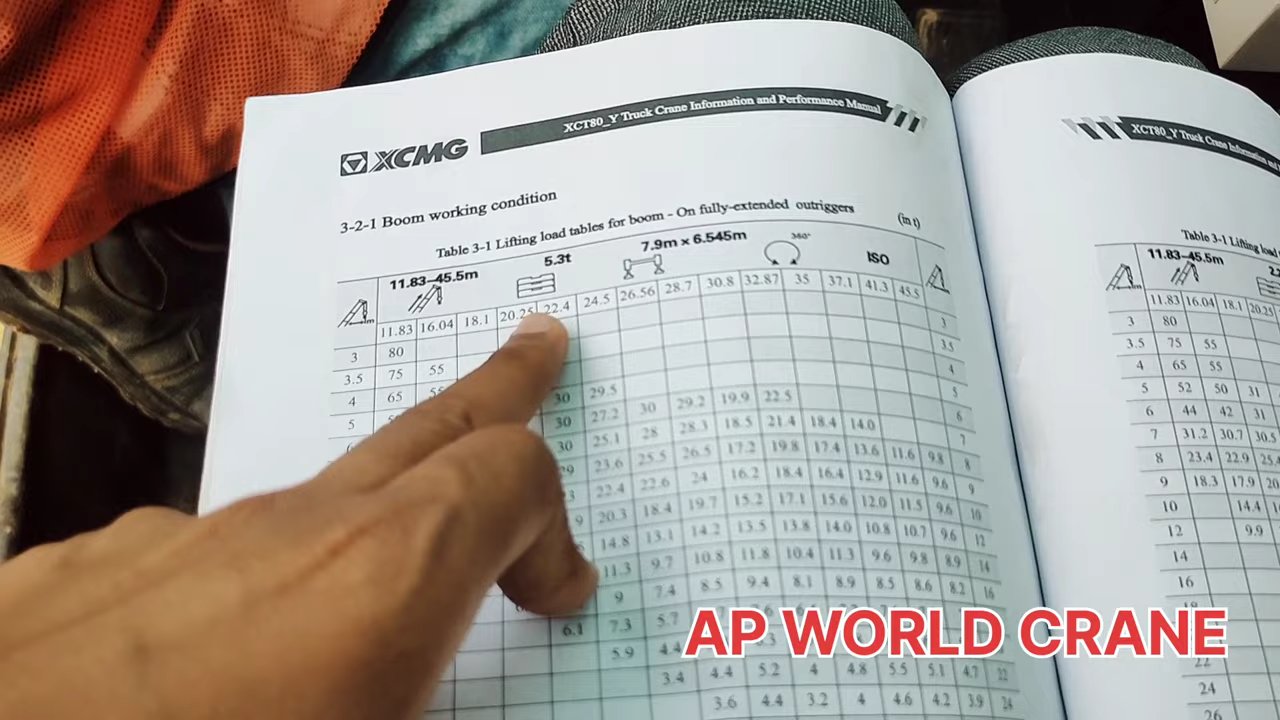 XCMG
XCT80_Y Truck Crane Information and Performance Manual
3-2-1 Boom working condition
Table 3-1 Lifting load tables for boom - On fully-extended outriggers (in t)
11.83–45.5m 5.3t 7.9m x 6.545m 360° ISO
11.83 16.04 18.1 20.25 22.4 24.5 26.56 28.7 30.8 32.87 35 37.1 41.3 45.5
3 80 3
3.5 75 55 3.5
4 65 4
5 30 29.5 5
30 27.2 30 29.2 19.9 22.5 6
30 25.1 28 28.3 18.5 21.4 18.4 14.0 7
23.6 25.5 26.5 17.2 19.8 17.4 13.6 11.6 9.8 8
22.4 22.6 24 16.2 18.4 16.4 12.9 11.6 9.6 9
20.3 18.4 19.7 15.2 17.1 15.6 12.0 11.5 9.6 10
14.8 13.1 14.2 13.5 13.8 14.0 10.8 10.7 9.6 12
11.3 9.7 10.8 11.8 10.4 11.3 9.6 9.8 8.9 14
9 7.4 8.5 9.4 8.1 8.9 8.5 8.6 8.2 16
6.1 7.3 5.7
5.9
3.4 4.4 5.2 4 4.8 5.5 5.1 4.7 22
3.6 4.4 3.2 4 4.6 4.2 3.9 24
XCT80_Y Truck Crane Information
Table 3-1 Lifting load
11.83–45.5m
11.83 16.04 18.1 20.25
3 80
3.5 75 55
4 65 55
5 52 50 31
6 44 42 31
7 31.2 30.7 30.5
8 23.4 22.9
9 18.3 17.9
10 14.4
12 9.9
14
16
24
26
AP WORLD CRANE